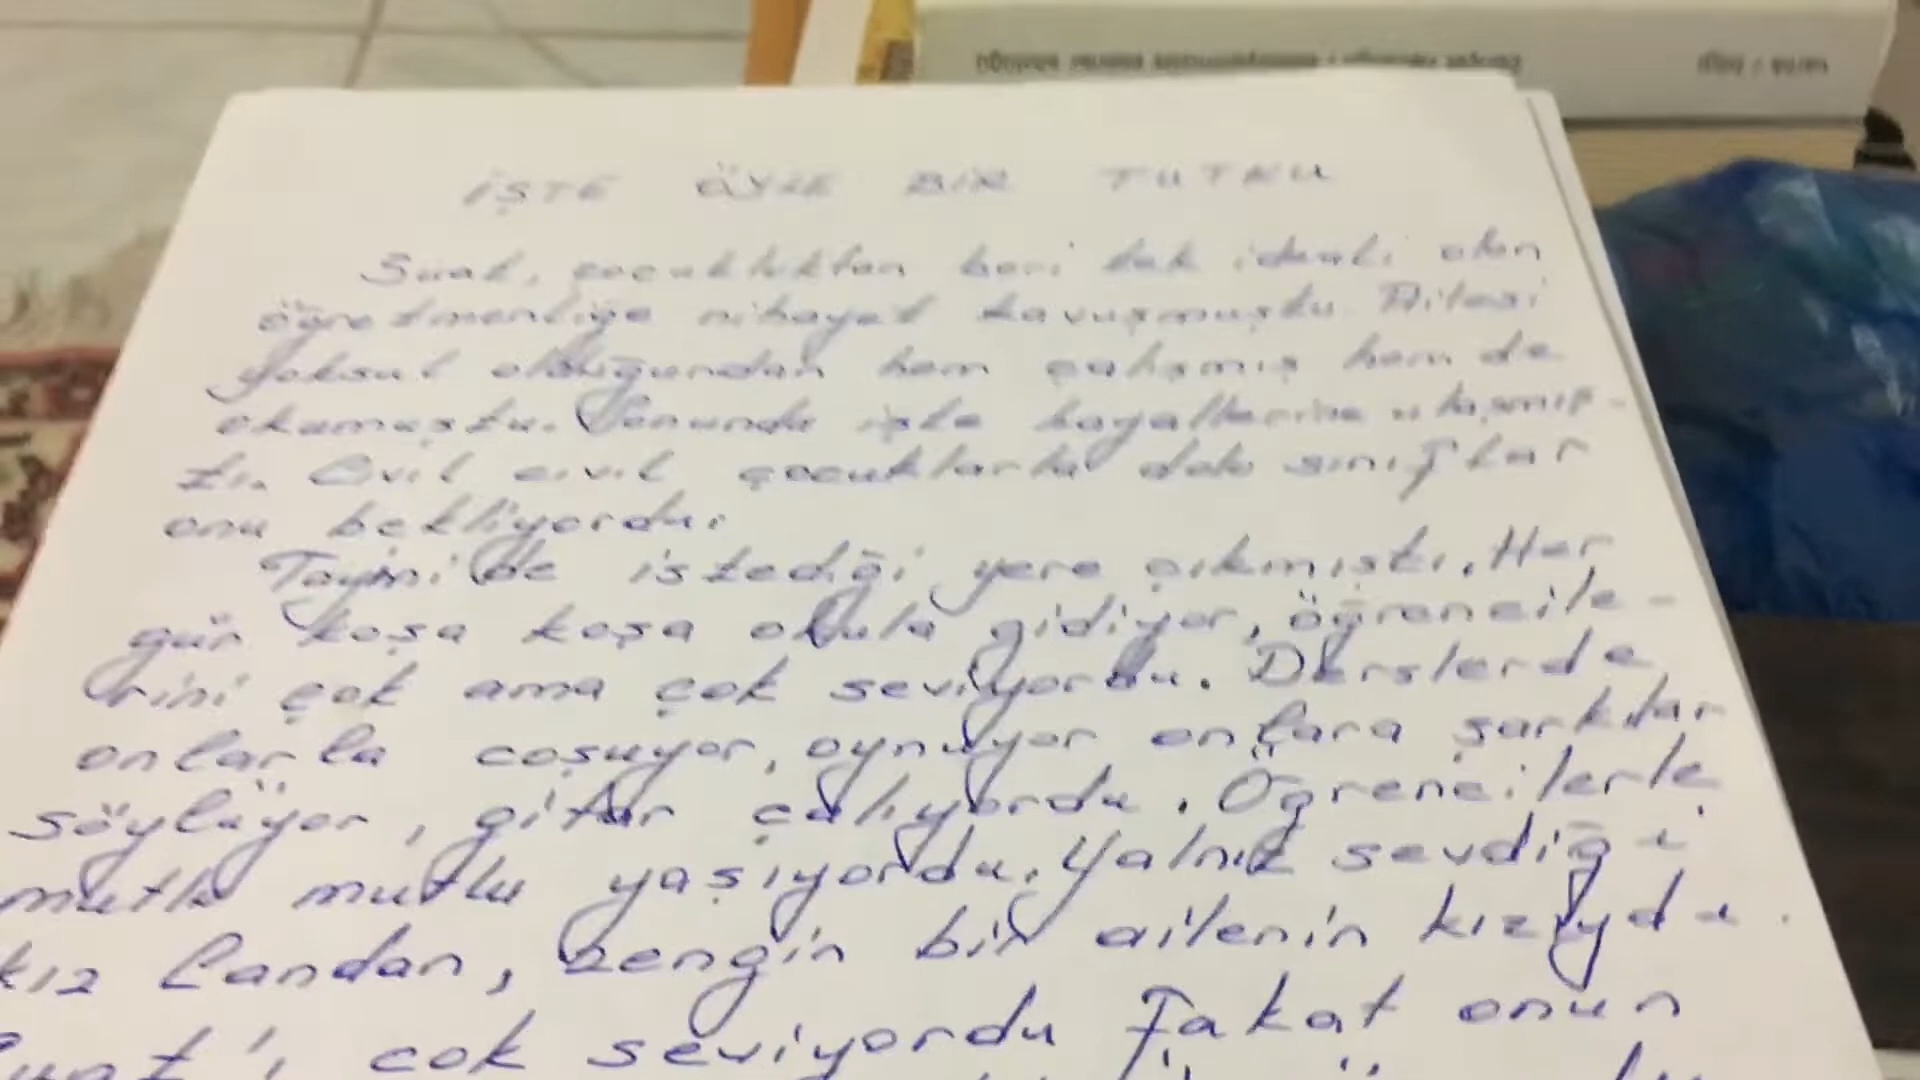 İŞTE ÖYLE BİR TUTKU
Suat, çocukluktan beri tek ideali olan
öğretmenliğe nihayet kavuşmuştu. Ailesi
yoksul olduğundan hem çalışmış hem de
okumuştu. Sonunda işte hayallerine ulaşmış-
tı. Cıvıl cıvıl çocuklarla dolu sınıflar
onu bekliyordu.
Tayini de istediği yere çıkmıştı. Her
gün koşa koşa okula gidiyor, öğrencile-
rini çok ama çok seviyordu. Derslerde
onlarla coşuyor, oynuyor onlara şarkılar
söylüyor, gitar çalıyordu. Öğrencilerle
mutlu mutlu yaşıyordu. Yalnız sevdiği
kız Candan, zengin bir ailenin kızıydı.
Suat'ı çok seviyordu fakat onun